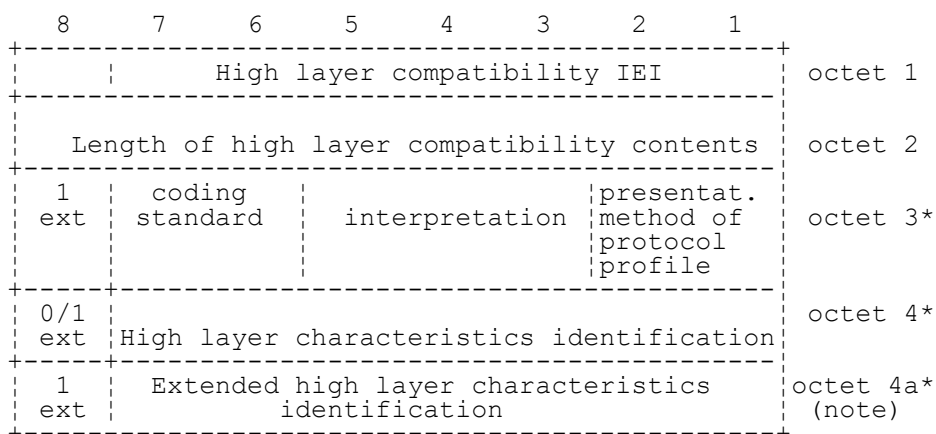 8 7 6 5 4 3 2 1
High layer compatibility IEI octet 1
Length of high layer compatibility contents octet 2
1 coding presentat.
ext standard interpretation method of octet 3*
protocol
profile
0/1 octet 4*
ext High layer characteristics identification
1 Extended high layer characteristics octet 4a*
ext identification (note)